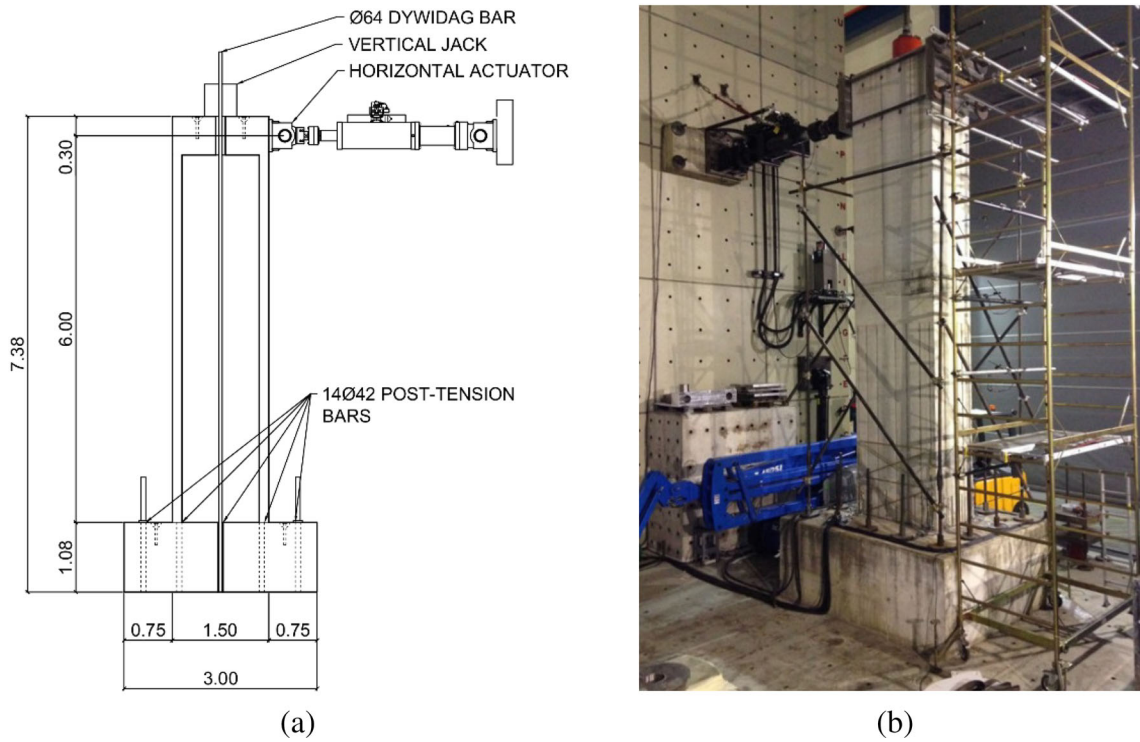 Ø64 DYWIDAG BAR
VERTICAL JACK
HORIZONTAL ACTUATOR
0.30
6.00
7.38
14Ø42 POST-TENSION
BARS
1.08
0.75 1.50 0.75
3.00
(a) (b)